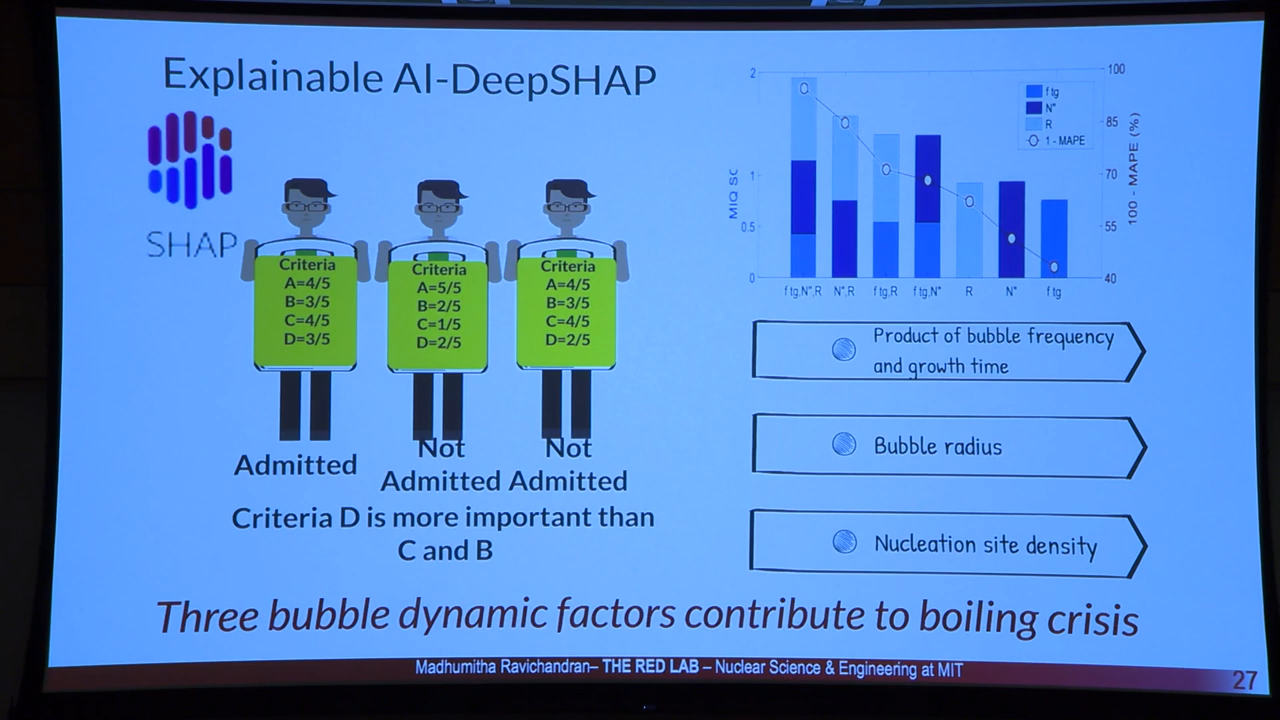 Explainable AI-DeepSHAP
SHAP
Criteria
A=4/5
B=3/5
C=4/5
D=3/5
Criteria
A=5/5
B=2/5
C=1/5
D=2/5
Criteria
A=4/5
B=3/5
C=4/5
D=2/5
Admitted
Not
Admitted
Not
Admitted
Criteria D is more important than
C and B
2
1
0.5
0
MIQ SC
100
85
70
55
40
100 - MAPE (%)
f tg
N"
R
1 - MAPE
f tg,N",R
N",R
f tg,R
f tg,N"
R
N"
f tg
Product of bubble frequency
and growth time
Bubble radius
Nucleation site density
Three bubble dynamic factors contribute to boiling crisis
Madhumitha Ravichandran– THE RED LAB – Nuclear Science & Engineering at MIT
27